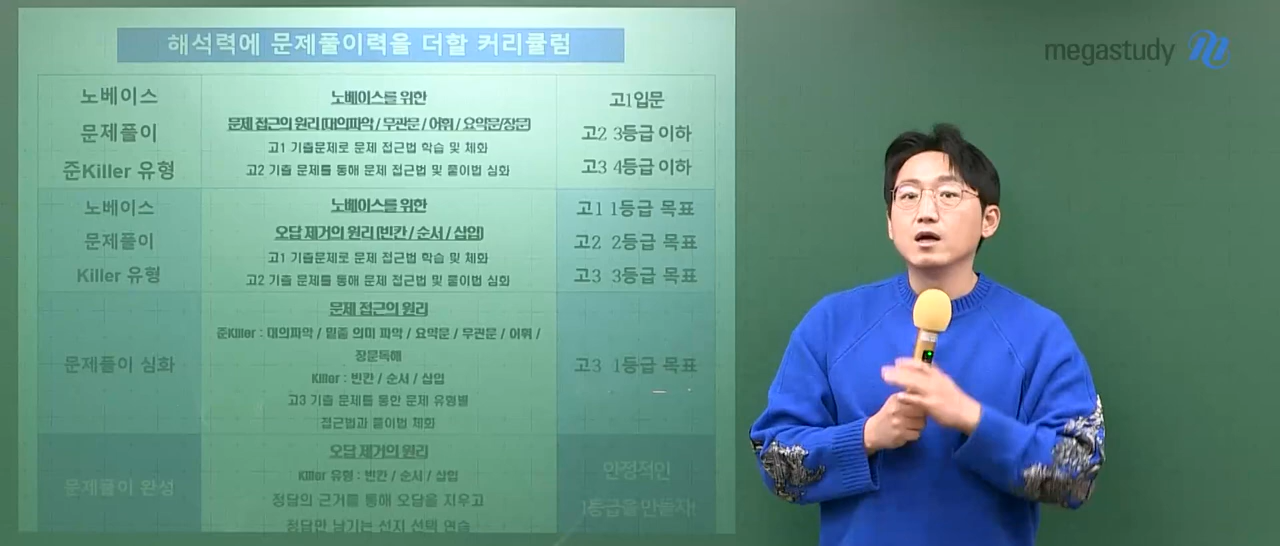 해석력에 문제풀이력을 더할 커리큘럼
megastudy
노베이스
문제풀이
준Killer 유형
노베이스를 위한
문제 접근의 원리 [대의파악 / 무관문 / 어휘 / 요약문/장문]
고1 기출문제로 문제 접근법 학습 및 체화
고2 기출 문제를 통해 문제 접근법 및 풀이법 심화
고1입문
고2 3등급 이하
고3 4등급 이하
노베이스
문제풀이
Killer 유형
노베이스를 위한
오답 제거의 원리 [빈칸 / 순서 / 삽입]
고1 기출문제로 문제 접근법 학습 및 체화
고2 기출 문제를 통해 문제 접근법 및 풀이법 심화
고1 1등급 목표
고2 2등급 목표
고3 3등급 목표
문제풀이 심화
문제 접근의 원리
준Killer : 대의파악 / 밑줄 의미 파악 / 요약문 / 무관문 / 어휘 /
장문독해
Killer : 빈칸 / 순서 / 삽입
고3 기출 문제를 통한 문제 유형별
접근법과 풀이법 체화
고3 1등급 목표
문제풀이 완성
오답 제거의 원리
Killer 유형 : 빈칸 / 순서 / 삽입
정답의 근거를 통해 오답을 지우고
정답만 남기는 선지 선택 연습
안정적인
1등급을 만들자!